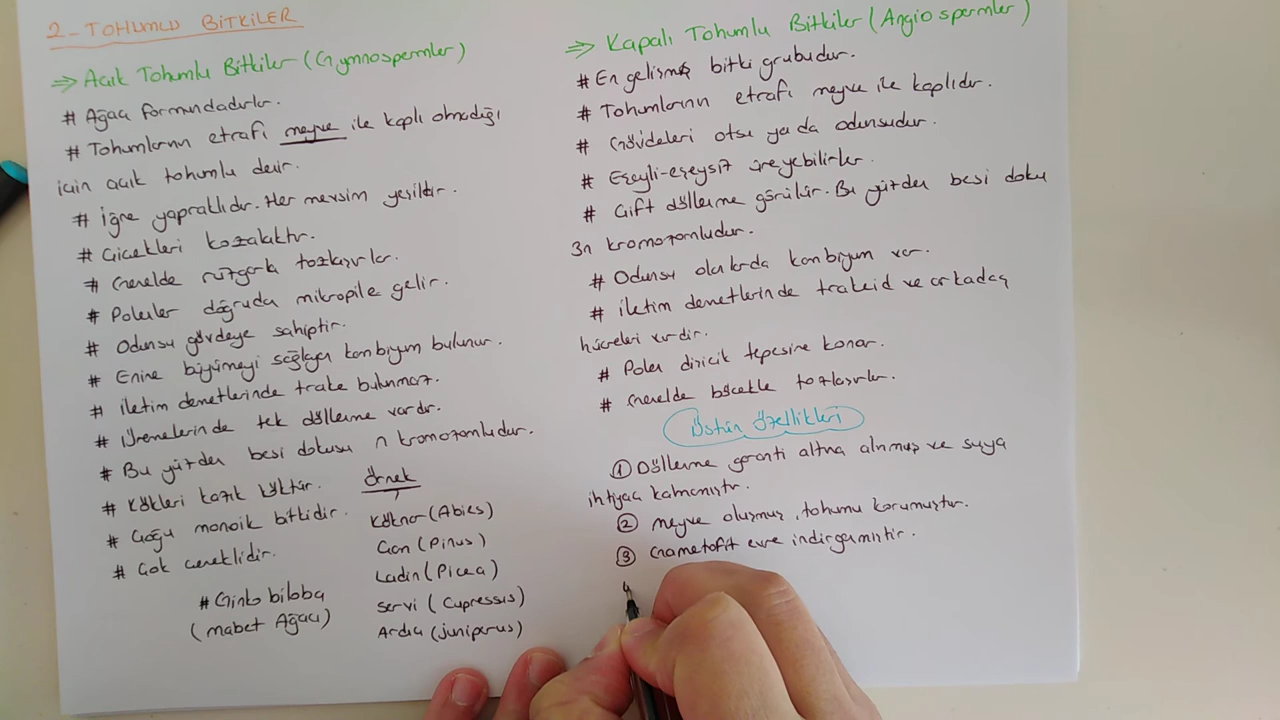 2_TOHUMLU BİTKİLER
⇒ Açık Tohumlu Bitkiler (Gymnospermler)
# Ağaç formundadırlar.
# Tohumlarının etrafı meyve ile kaplı olmadığı
için açık tohumlu denir.
# İğne yapraklıdır. Her mevsim yeşildir.
# Çiçekleri kozalaktır.
# Genelde rüzgarla tozlaşırlar.
# Polenler doğruda mikropile gelir.
# Odunsu gövdeye sahiptir.
# Enine büyümeyi sağlayan kambiyum bulunur.
# İletim demetlerinde trake bulunmaz.
# Üremelerinde tek döllenme vardır.
# Bu yüzden besi dokusu n kromozomludur.
# Kökleri kazık köktür.
# Çoğu monoik bitkidir.
# Çok çeneklidir.
# Ginko biloba
(mabet Ağacı)
Örnek
Köknar (Abies)
Çam (Pinus)
Ladin (Picea)
Servi (Cupressis)
Ardıç (juniperus)
⇒ Kapalı Tohumlu Bitkiler (Angiospermler)
# En gelişmiş bitki grubudur.
# Tohumlarının etrafı meyve ile kaplıdır.
# Gövdeleri otsu ya da odunsudur.
# Eşeyli-eşeysiz üreyebilirler.
# Çift döllenme görülür. Bu yüzden besi doku
3n kromozomludur.
# Odunsu olanlarda kambiyum var.
# İletim demetlerinde trakeid ve arkadaş
hücreleri vardır.
# Polen dişicik tepesine konar.
# Genelde böcekle tozlaşırlar.
Üstün Özellikleri
① Döllenme garanti altına alınmış ve suya
ihtiyaç kalmamıştır.
② meyve oluşmuş, tohumu korumuştur.
③ Gametofit evre indirgenmiştir.